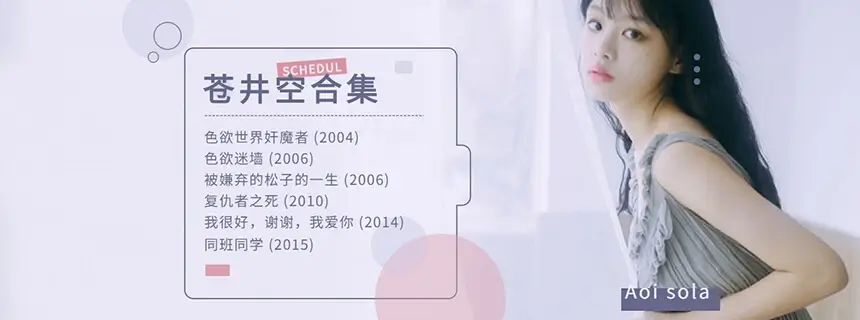 SCHEDUL
苍井空合集
色欲世界奸魔者 (2004)
色欲迷墙 (2006)
被嫌弃的松子的一生 (2006)
复仇者之死 (2010)
我很好，谢谢，我爱你 (2014)
同班同学 (2015)
Aoi sola